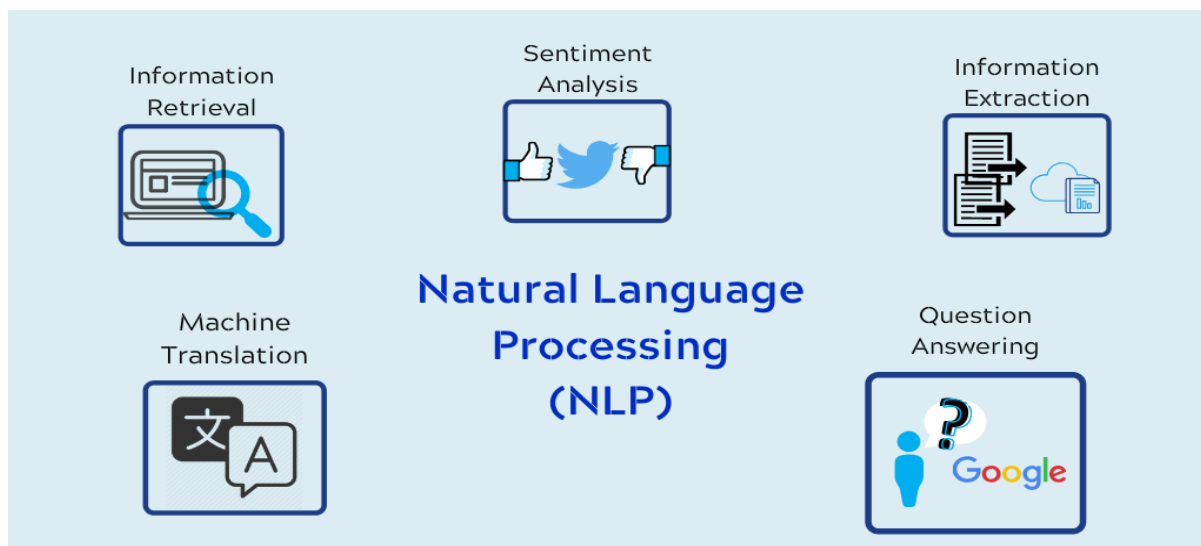 Information
Retrieval
Sentiment
Analysis
Information
Extraction
Natural Language
Processing
(NLP)
Machine
Translation
文
A
Question
Answering
?
Google